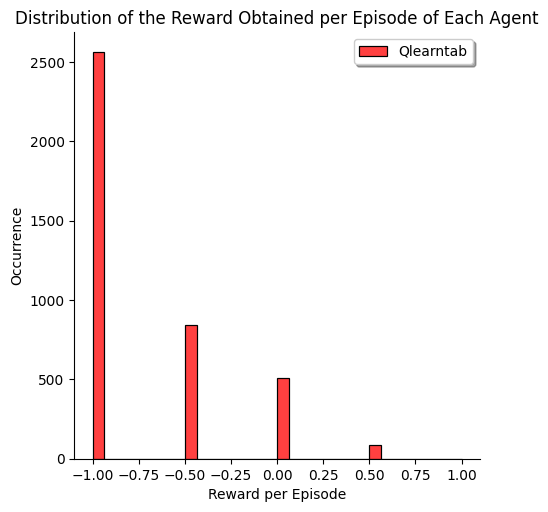 Distribution of the Reward Obtained per Episode of Each Agent
Qlearntab
2500
2000
1500
1000
500
0
Occurrence
−1.00 −0.75 −0.50 −0.25 0.00 0.25 0.50 0.75 1.00
Reward per Episode